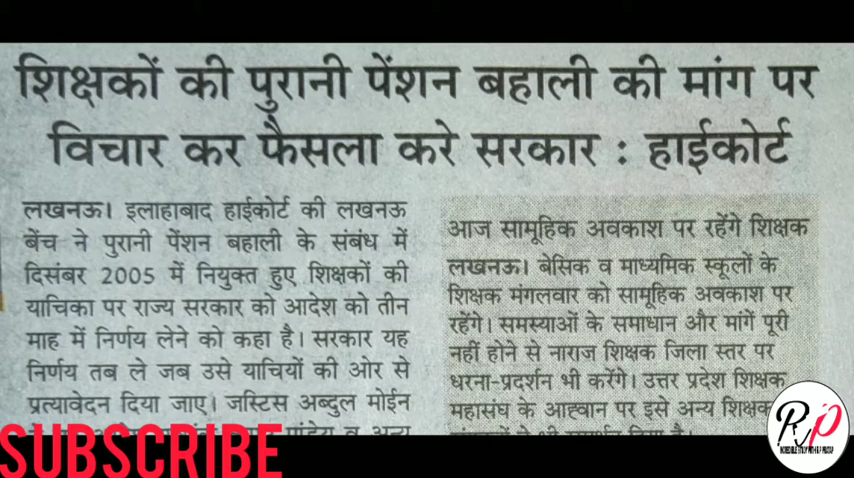 शिक्षकों की पुरानी पेंशन बहाली की मांग पर
विचार कर फैसला करे सरकार : हाईकोर्ट
लखनऊ। इलाहाबाद हाईकोर्ट की लखनऊ
बेंच ने पुरानी पेंशन बहाली के संबंध में
दिसंबर 2005 में नियुक्त हुए शिक्षकों की
याचिका पर राज्य सरकार को आदेश को तीन
माह में निर्णय लेने को कहा है। सरकार यह
निर्णय तब ले जब उसे याचियों की ओर से
प्रत्यावेदन दिया जाए। जस्टिस अब्दुल मोईन
पांडेय व अन्य
आज सामूहिक अवकाश पर रहेंगे शिक्षक
लखनऊ। बेसिक व माध्यमिक स्कूलों के
शिक्षक मंगलवार को सामूहिक अवकाश पर
रहेंगे। समस्याओं के समाधान और मांगें पूरी
नहीं होने से नाराज शिक्षक जिला स्तर पर
धरना-प्रदर्शन भी करेंगे। उत्तर प्रदेश शिक्षक
महासंघ के आह्वान पर इसे अन्य शिक्षक
SUBSCRIBE
RP